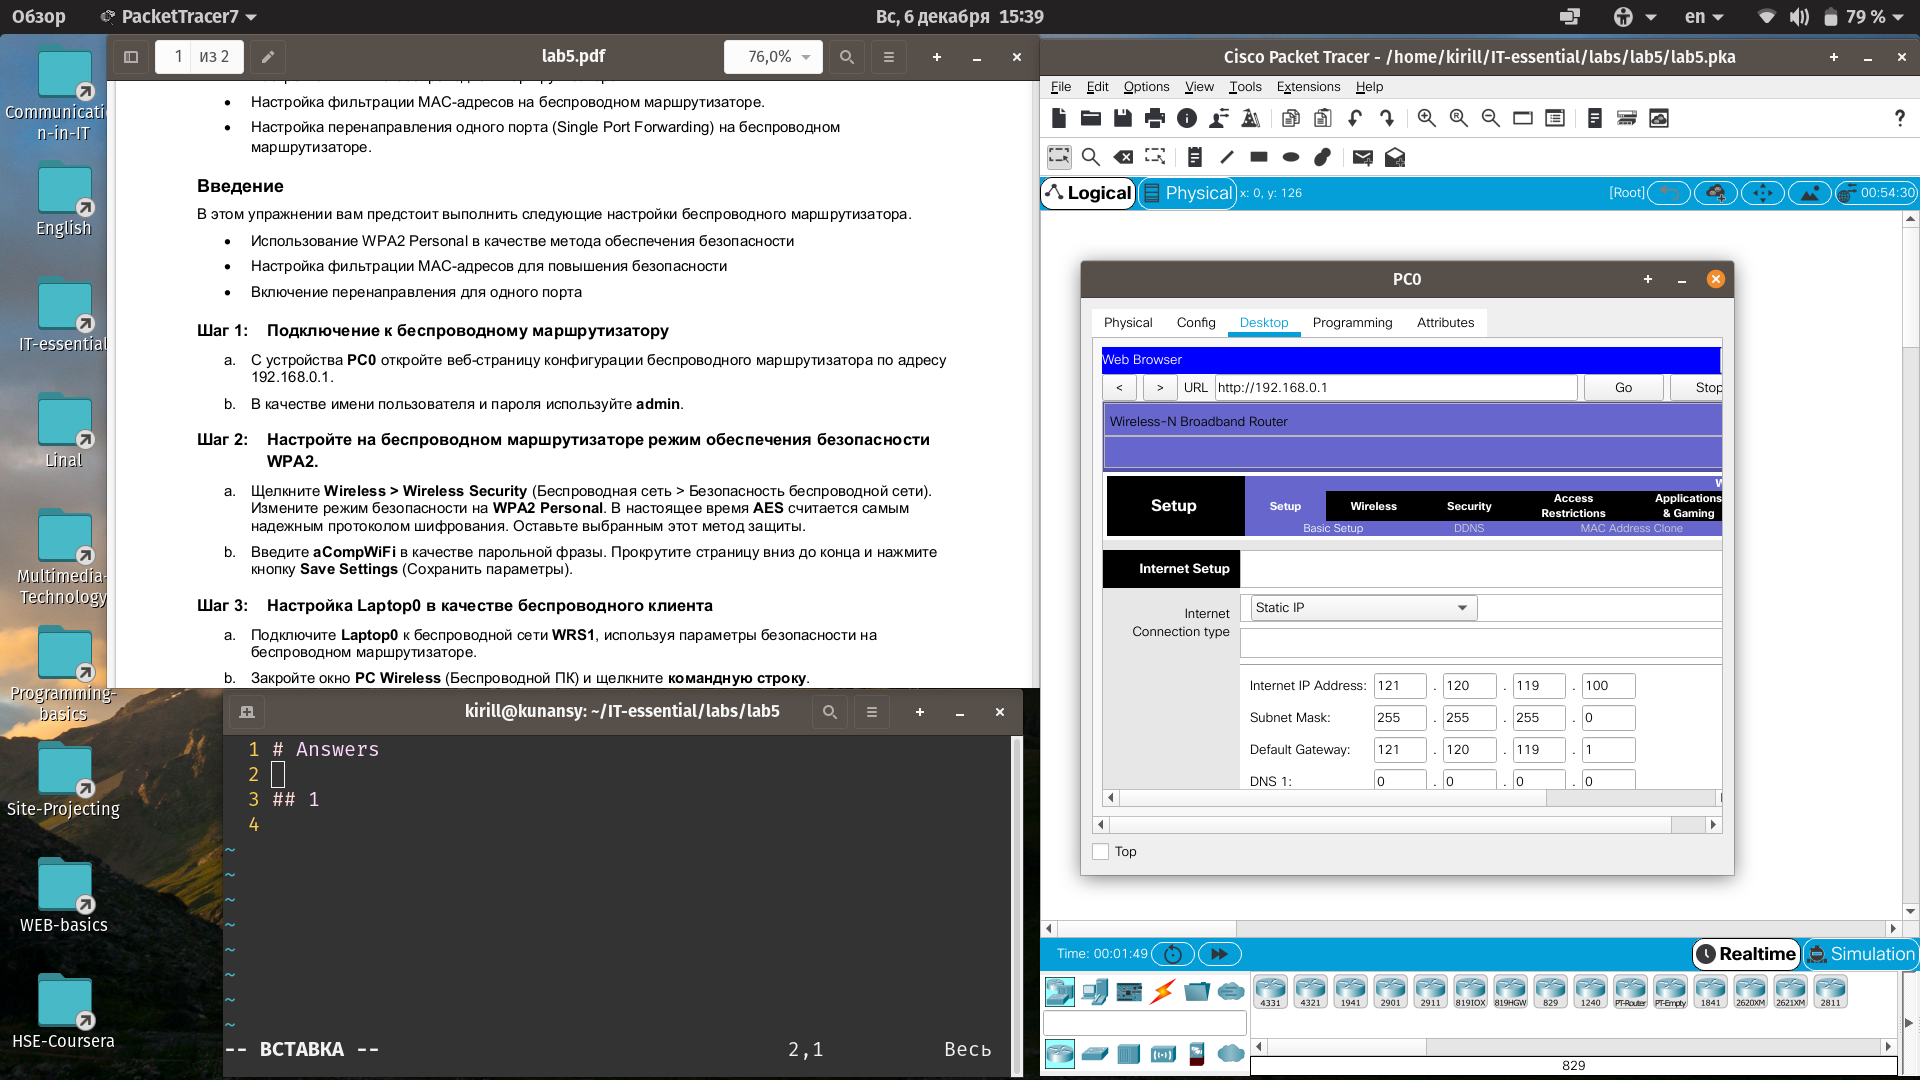 Обзор
PacketTracer7
Вс, 6 декабря 15:39
en
79 %
Communicatio
n-in-IT
English
IT-essential
Linal
Multimedia-
Technology
Programming-
basics
Site-Projecting
WEB-basics
HSE-Coursera
1 из 2
lab5.pdf
76,0%
Настройка фильтрации MAC-адресов на беспроводном маршрутизаторе.
Настройка перенаправления одного порта (Single Port Forwarding) на беспроводном
маршрутизаторе.
Введение
В этом упражнении вам предстоит выполнить следующие настройки беспроводного маршрутизатора.
Использование WPA2 Personal в качестве метода обеспечения безопасности
Настройка фильтрации MAC-адресов для повышения безопасности
Включение перенаправления для одного порта
Шаг 1: Подключение к беспроводному маршрутизатору
a. С устройства PC0 откройте веб-страницу конфигурации беспроводного маршрутизатора по адресу
192.168.0.1.
b. В качестве имени пользователя и пароля используйте admin.
Шаг 2: Настройте на беспроводном маршрутизаторе режим обеспечения безопасности
WPA2.
a. Щелкните Wireless > Wireless Security (Беспроводная сеть > Безопасность беспроводной сети).
Измените режим безопасности на WPA2 Personal. В настоящее время AES считается самым
надежным протоколом шифрования. Оставьте выбранным этот метод защиты.
b. Введите aCompWiFi в качестве парольной фразы. Прокрутите страницу вниз до конца и нажмите
кнопку Save Settings (Сохранить параметры).
Шаг 3: Настройка Laptop0 в качестве беспроводного клиента
a. Подключите Laptop0 к беспроводной сети WRS1, используя параметры безопасности на
беспроводном маршрутизаторе.
b. Закройте окно PC Wireless (Беспроводной ПК) и щелкните командную строку.
kirill@kunansy: ~/IT-essential/labs/lab5
1 # Answers
2
3 ## 1
4
~
~
~
~
~
~
~
~
-- ВСТАВКА --
2,1
Весь
Cisco Packet Tracer - /home/kirill/IT-essential/labs/lab5/lab5.pka
File Edit Options View Tools Extensions Help
?
Logical
Physical
x: 0, y: 126
[Root]
00:54:30
PC0
Physical Config Desktop Programming Attributes
Web Browser
< > URL http://192.168.0.1 Go Stop
Wireless-N Broadband Router
W
Setup
Setup Wireless Security Access Restrictions Applications & Gaming
Basic Setup DDNS MAC Address Clone
Internet Setup
Internet
Connection type
Static IP
Internet IP Address: 121 . 120 . 119 . 100
Subnet Mask: 255 . 255 . 255 . 0
Default Gateway: 121 . 120 . 119 . 1
DNS 1: 0 . 0 . 0 . 0
Top
Time: 00:01:49
Realtime
Simulation
4331 4321 1941 2901 2911 819IOX 819HGW 829 1240 PT-Router PT-Empty 1841 2620XM 2621XM 2811
829